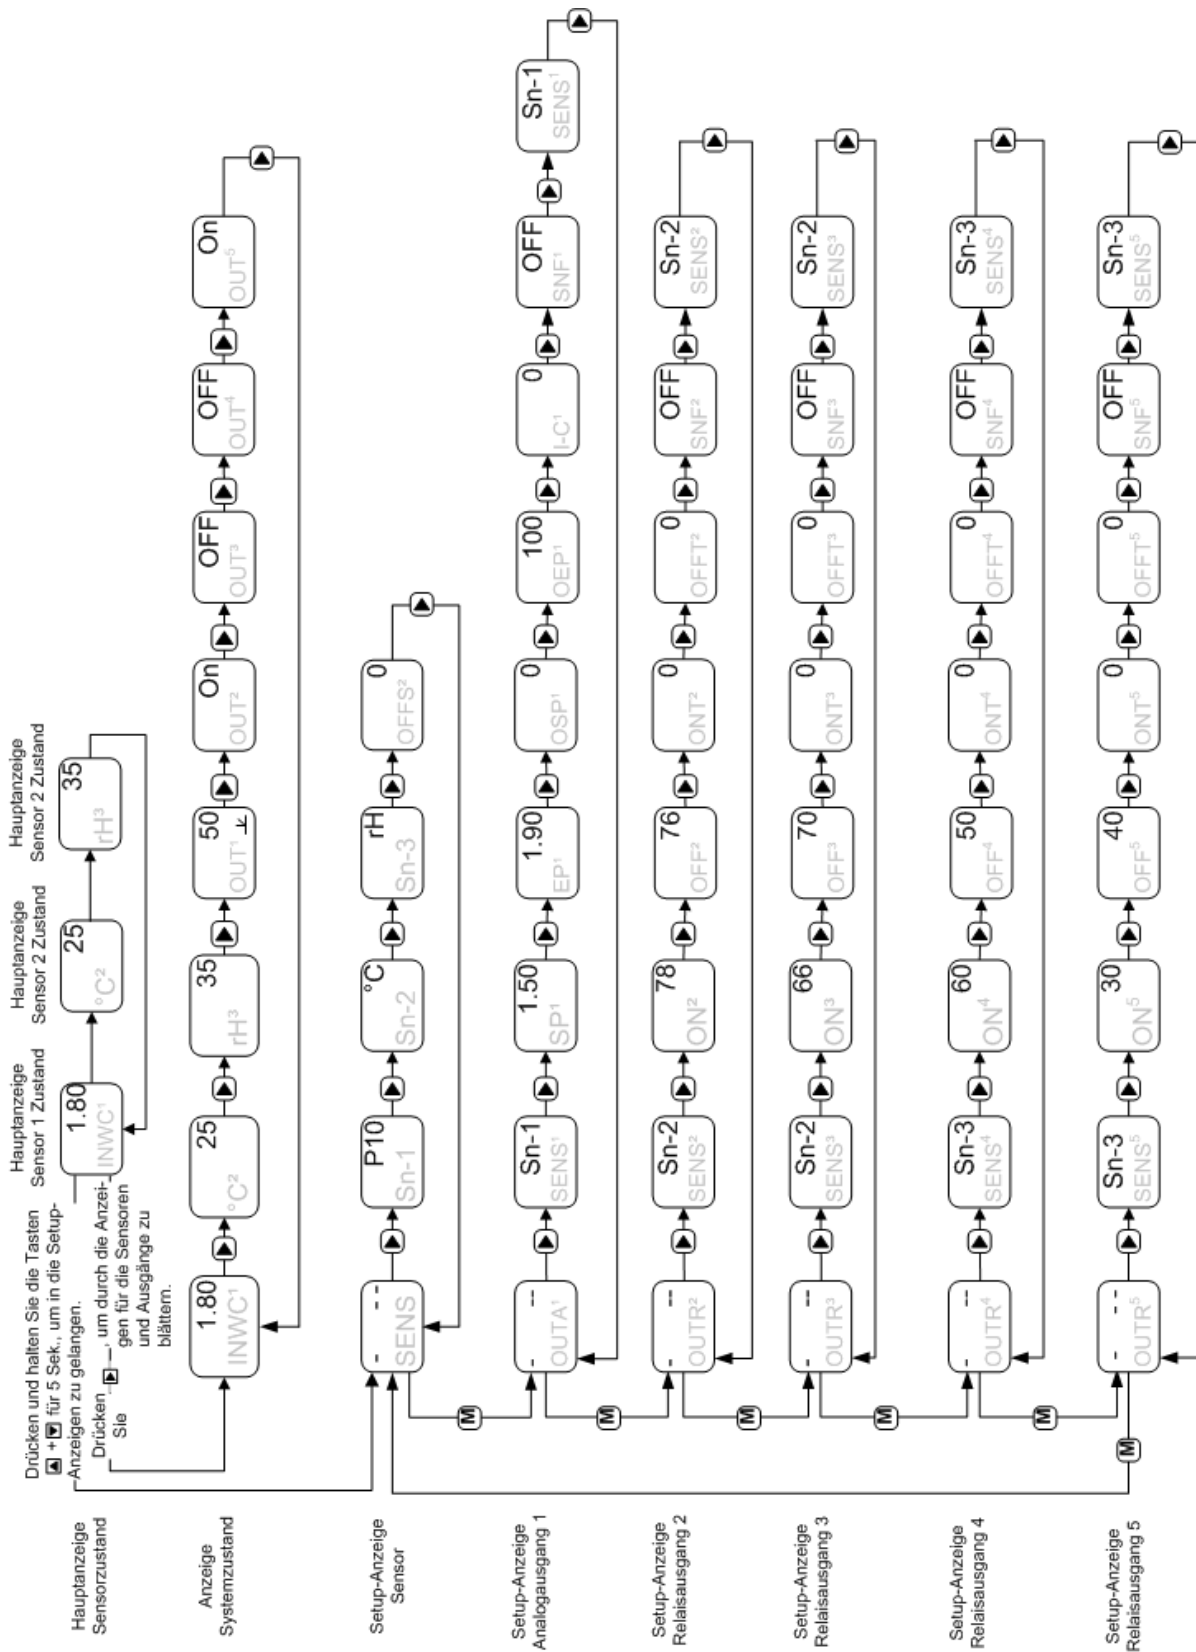 Drücken und halten Sie die Tasten
+ für 5 Sek., um in die Setup-
Anzeigen zu gelangen.
Drücken , um durch die Anzei-
Sie gen für die Sensoren
und Ausgänge zu
blättern.
Hauptanzeige
Sensorzustand
Hauptanzeige
Sensor 1 Zustand
Hauptanzeige
Sensor 2 Zustand
Hauptanzeige
Sensor 2 Zustand
1.80
INWC¹
25
°C²
35
rH³
Anzeige
Systemzustand
1.80
INWC¹
25
°C²
35
rH³
50
OUT¹
On
OUT²
OFF
OUT³
OFF
OUT⁴
On
OUT⁵
Setup-Anzeige
Sensor
- - -
SENS
P10
Sn-1
°C
Sn-2
rH
Sn-3
0
OFFS²
M
Setup-Anzeige
Analogausgang 1
- --
OUTA¹
Sn-1
SENS¹
1.50
SP¹
1.90
EP¹
0
OSP¹
100
OEP¹
0
I-C¹
OFF
SNF¹
Sn-1
SENS¹
M
Setup-Anzeige
Relaisausgang 2
- --
OUTR²
Sn-2
SENS²
78
ON²
76
OFF²
0
ONT²
0
OFFT²
OFF
SNF²
Sn-2
SENS²
M
Setup-Anzeige
Relaisausgang 3
- --
OUTR³
Sn-2
SENS³
66
ON³
70
OFF³
0
ONT³
0
OFFT³
OFF
SNF³
Sn-2
SENS³
M
Setup-Anzeige
Relaisausgang 4
- --
OUTR⁴
Sn-3
SENS⁴
60
ON⁴
50
OFF⁴
0
ONT⁴
0
OFFT⁴
OFF
SNF⁴
Sn-3
SENS⁴
M
Setup-Anzeige
Relaisausgang 5
- - -
OUTR⁵
Sn-3
SENS⁵
30
ON⁵
40
OFF⁵
0
ONT⁵
0
OFFT⁵
OFF
SNF⁵
Sn-3
SENS⁵
M